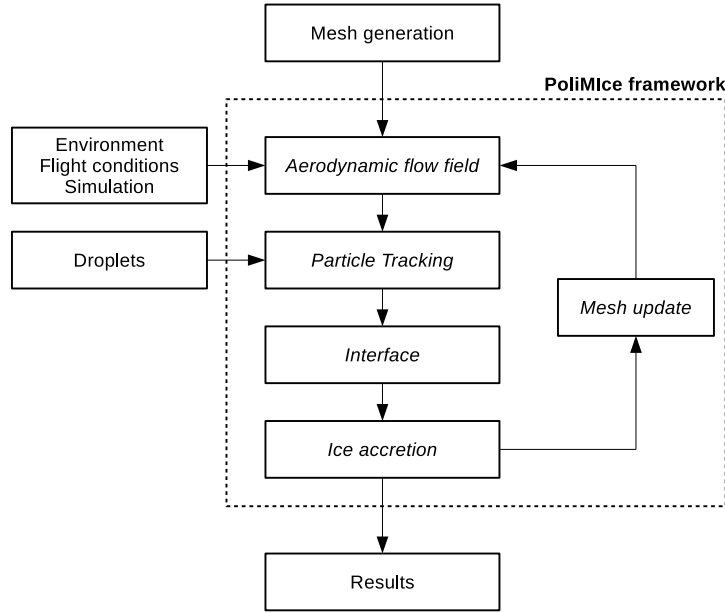 Mesh generation
PoliMIce framework
Environment
Flight conditions
Simulation
Aerodynamic flow field
Droplets
Particle Tracking
Mesh update
Interface
Ice accretion
Results